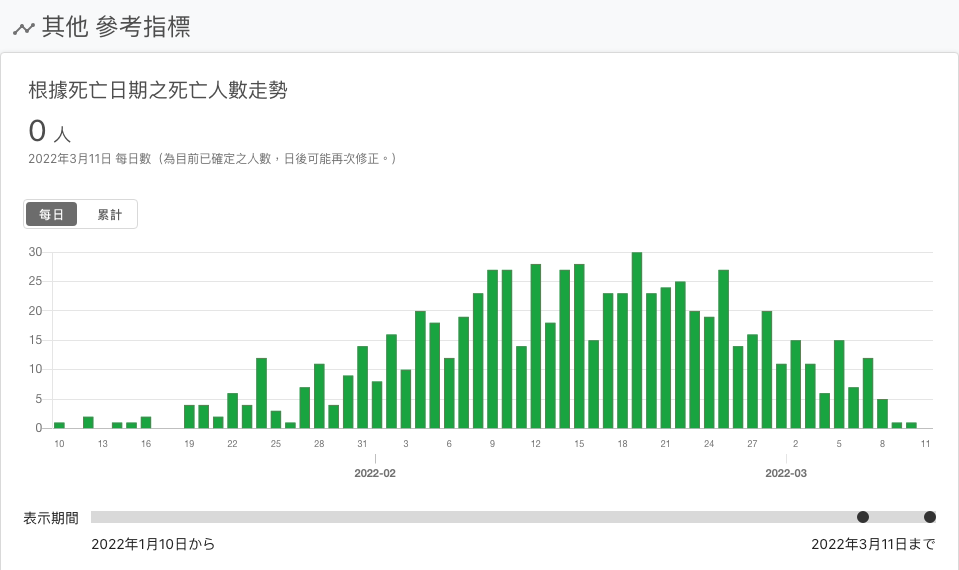 其他 參考指標
根據死亡日期之死亡人數走勢
0 人
2022年3月11日 每日數（為目前已確定之人數，日後可能再次修正。）
每日 累計
30
25
20
15
10
5
0
10 13 16 19 22 25 28 31 3 6 9 12 15 18 21 24 27 2 5 8 11
2022-02 2022-03
表示期間
2022年1月10日から 2022年3月11日まで